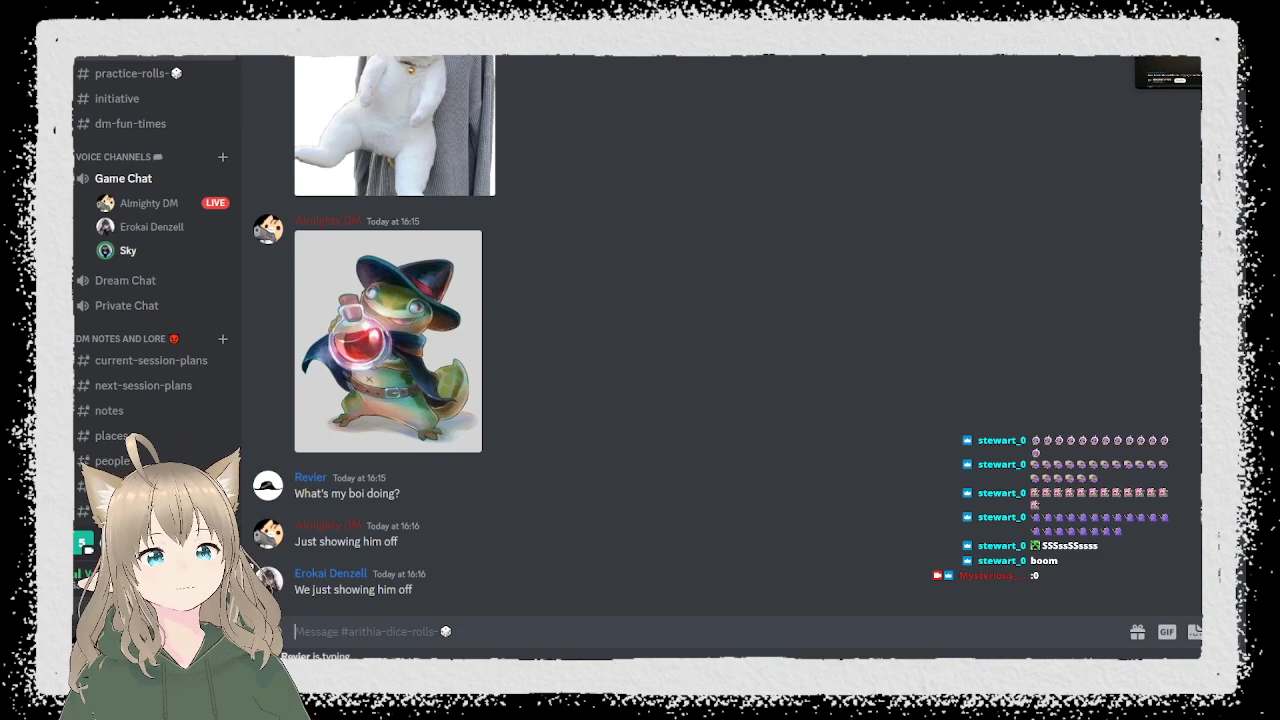 practice-rolls-
initiative
dm-fun-times
VOICE CHANNELS
Game Chat
Almighty DM LIVE
Erokai Denzell
Sky
Dream Chat
Private Chat
DM NOTES AND LORE
current-session-plans
next-session-plans
notes
places
people
Almighty DM Today at 16:15
Revier Today at 16:15
What's my boi doing?
Almighty DM Today at 16:16
Just showing him off
Erokai Denzell Today at 16:16
We just showing him off
Message #arithia-dice-rolls-
GIF
Revier is typing
stewart_0
stewart_0
stewart_0
stewart_0
stewart_0 SSSssSSssss
stewart_0 boom
Mysterious_... :0